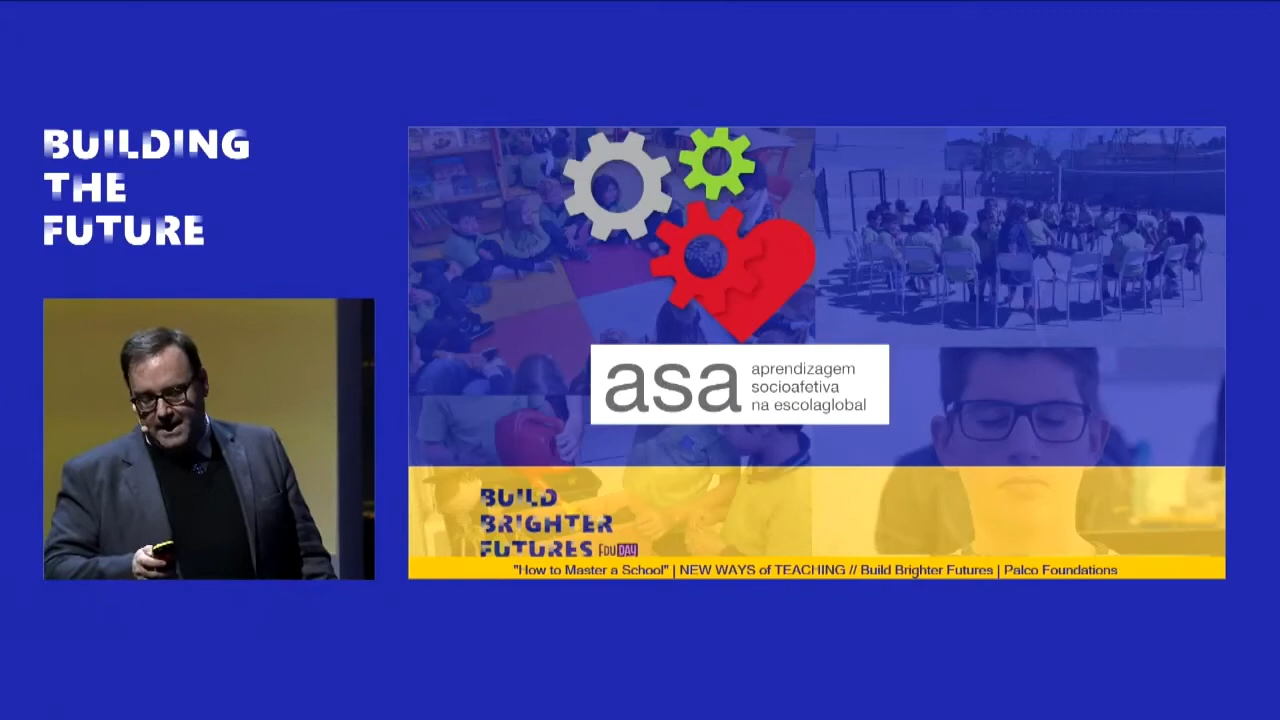 BUILDING
THE
FUTURE
asa
aprendizagem
socioafetiva
na escolaglobal
BUILD
BRIGHTER
FUTURES EDU DAY
"How to Master a School" | NEW WAYS of TEACHING // Build Brighter Futures | Palco Foundations